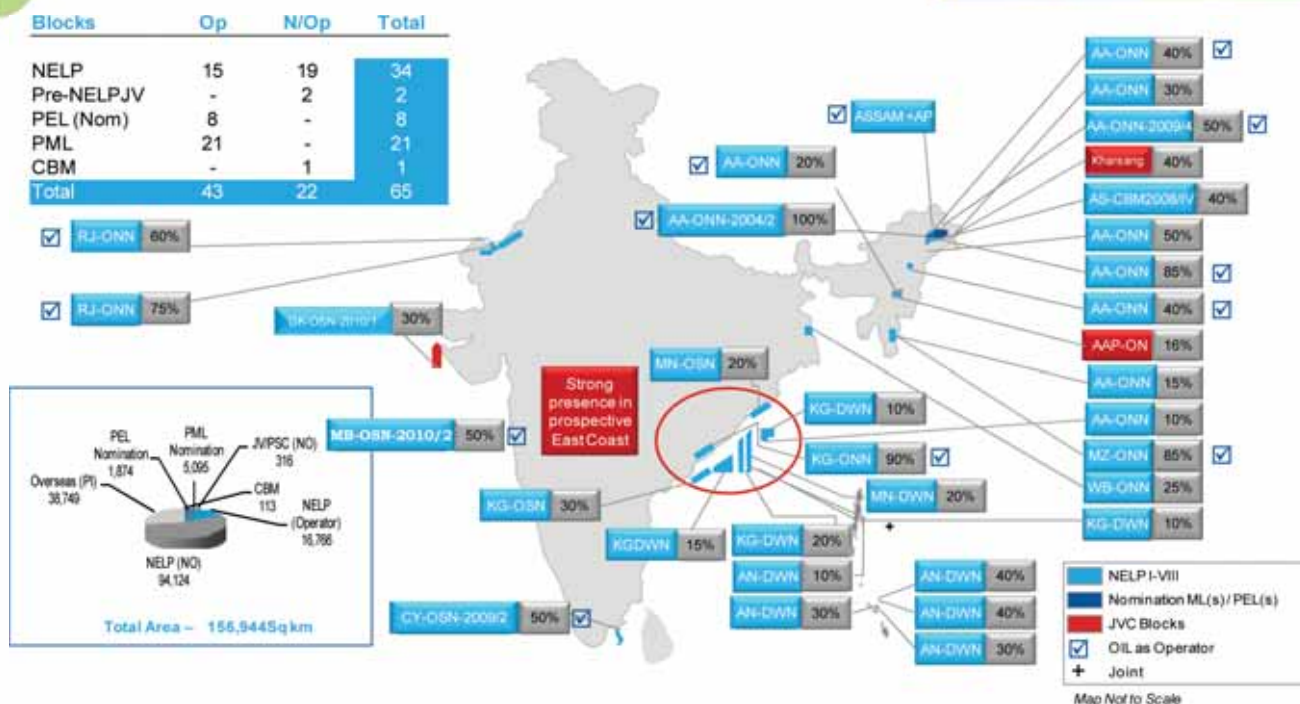 Blocks Op N/Op Total
NELP 15 19 34
Pre-NELPJV - 2 2
PEL (Nom) 8 - 8
PML 21 - 21
CBM - 1 1
Total 43 22 65
RJ-ONN 60%
RJ-ONN 75%
GK-OSN-2010/1 30%
MB-OSN-2010/2 50%
ASSAM +AP
AA-ONN 20%
AA-ONN-2004/2 100%
AA-ONN 40%
AA-ONN 30%
AA-ONN-2009/4 50%
Kharsang 40%
AS-CBM2008/IV 40%
AA-ONN 50%
AA-ONN 85%
AA-ONN 40%
AAP-ON 16%
AA-ONN 15%
AA-ONN 10%
MZ-ONN 85%
WB-ONN 25%
KG-DWN 10%
Strong
presence in
prospective
East Coast
MN-OSN 20%
KG-DWN 10%
KG-ONN 90%
MN-DWN 20%
KG-OSN 30%
KGDWN 15%
KG-DWN 20%
AN-DWN 10%
AN-DWN 30%
AN-DWN 40%
AN-DWN 40%
AN-DWN 30%
CY-OSN-2009/2 50%
PEL
Nomination
1,874
PML
Nomination
5,095
JV/PSC (NO)
316
CBM
113
NELP
(Operator)
16,766
Overseas (PI)
38,749
NELP (NO)
94,124
Total Area – 156,944Sq km
NELP I-VIII
Nomination ML(s) / PEL(s)
JVC Blocks
OIL as Operator
+ Joint
Map Not to Scale